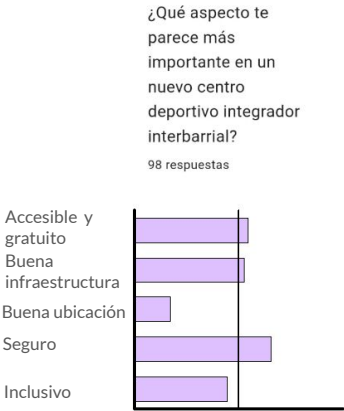 ¿Qué aspecto te
parece más
importante en un
nuevo centro
deportivo integrador
interbarrial?
98 respuestas
Accesible y
gratuito
Buena
infraestructura
Buena ubicación
Seguro
Inclusivo